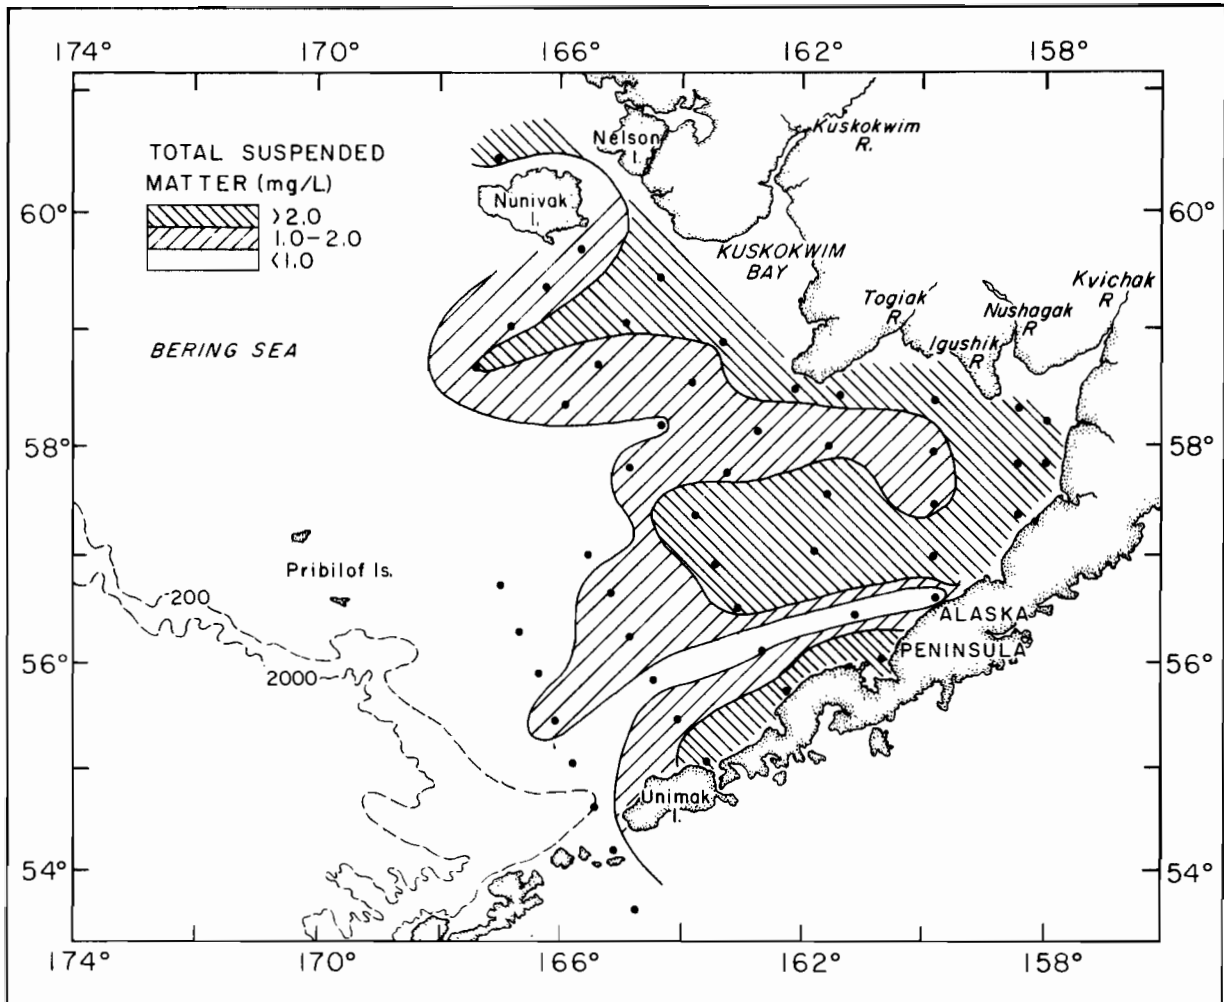 174° 170° 166° 162° 158°
TOTAL SUSPENDED
MATTER (mg/L)
>2.0
1.0-2.0
<1.0
Nelson
I.
Kuskokwim
R.
Nunivak
I.
60° 60°
KUSKOKWIM
BAY
Togiak
R
Nushagak
R
Kvichak
R
Igushik
R
BERING SEA
58° 58°
Pribilof Is.
200
2000
ALASKA
PENINSULA
56° 56°
Unimak
I.
54° 54°
174° 170° 166° 162° 158°